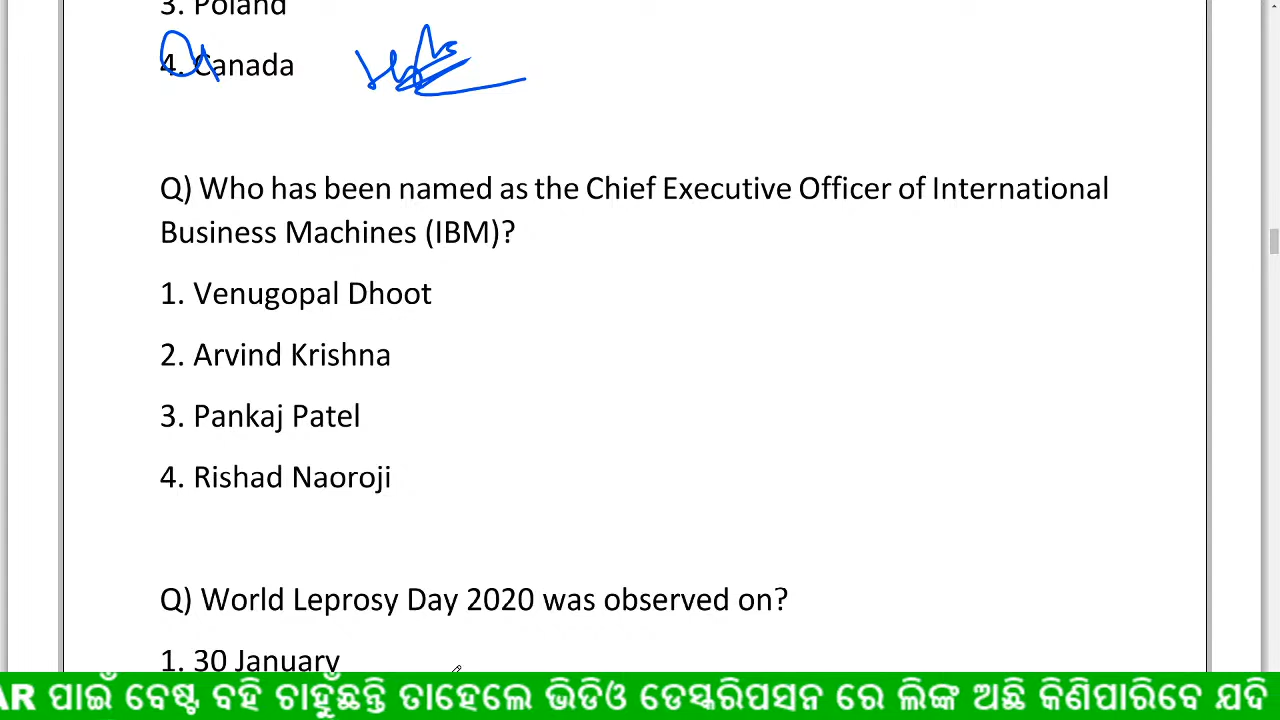 3. Poland
4. Canada
Q) Who has been named as the Chief Executive Officer of International
Business Machines (IBM)?
1. Venugopal Dhoot
2. Arvind Krishna
3. Pankaj Patel
4. Rishad Naoroji
Q) World Leprosy Day 2020 was observed on?
1. 30 January
AR ପାଇଁ ବେଷ୍ଟ ବହି ଚାହୁଁଛନ୍ତି ତାହେଲେ ଭିଡିଓ ଡେସ୍କରିପସନ ରେ ଲିଙ୍କ ଅଛି କିଣିପାରିବେ ଯଦି